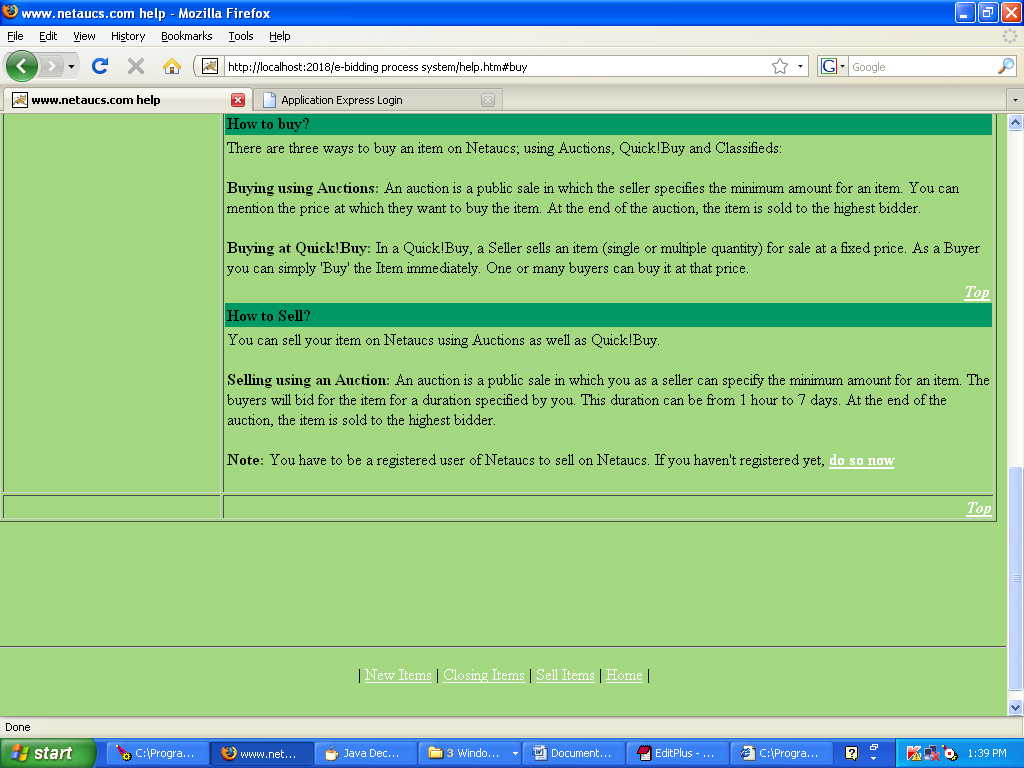 www.netaucs.com help - Mozilla Firefox
File Edit View History Bookmarks Tools Help
http://localhost:2018/e-bidding process system/help.htm#buy
G Google
www.netaucs.com help
Application Express Login
How to buy?
There are three ways to buy an item on Netaucs; using Auctions, Quick!Buy and Classifieds:
Buying using Auctions: An auction is a public sale in which the seller specifies the minimum amount for an item. You can
mention the price at which they want to buy the item. At the end of the auction, the item is sold to the highest bidder.
Buying at Quick!Buy: In a Quick!Buy, a Seller sells an item (single or multiple quantity) for sale at a fixed price. As a Buyer
you can simply 'Buy' the Item immediately. One or many buyers can buy it at that price.
Top
How to Sell?
You can sell your item on Netaucs using Auctions as well as Quick!Buy.
Selling using an Auction: An auction is a public sale in which you as a seller can specify the minimum amount for an item. The
buyers will bid for the item for a duration specified by you. This duration can be from 1 hour to 7 days. At the end of the
auction, the item is sold to the highest bidder.
Note: You have to be a registered user of Netaucs to sell on Netaucs. If you haven't registered yet, do so now
Top
| New Items | Closing Items | Sell Items | Home |
Done
start C:\Progra... www.net... Java Dec... 3 Windo... Document... EditPlus - ... C:\Progra... 1:39 PM